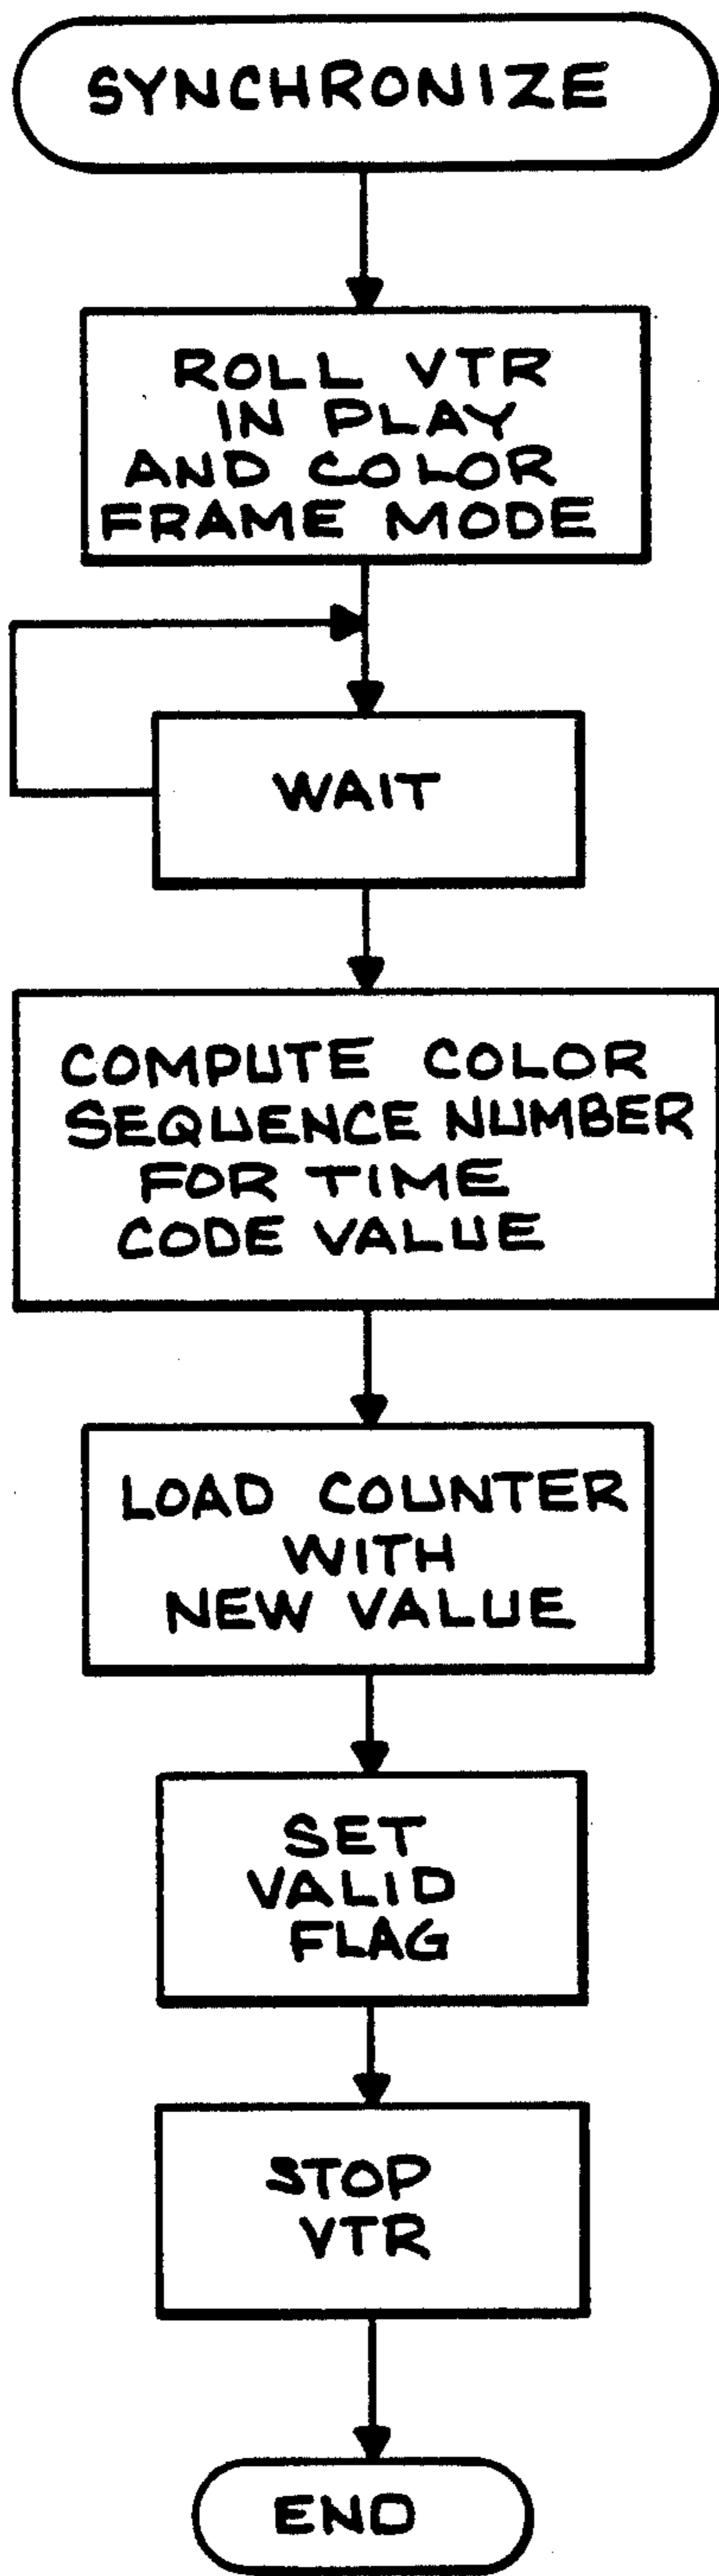 SYNCHRONIZE
ROLL VTR
IN PLAY
AND COLOR
FRAME MODE
WAIT
COMPUTE COLOR
SEQUENCE NUMBER
FOR TIME
CODE VALUE
LOAD COUNTER
WITH
NEW VALUE
SET
VALID
FLAG
STOP
VTR
END